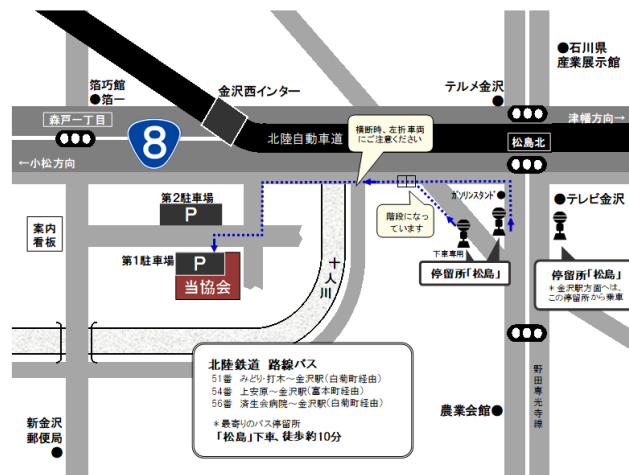 ●石川県
産業展示館
箔巧館
●箔一
金沢西インター
テルメ金沢
●
森戸一丁目
8
北陸自動車道
横断時、左折車両
にご注意ください
津幡方向→
松島北
←小松方向
第2駐車場
P
階段になっ
ています
ガソリンスタンド●
●テレビ金沢
案内
看板
下車専用
第1駐車場
P
当協会
停留所「松島」
停留所「松島」
＊金沢駅方面へは、
この停留所から乗車
十人川
北陸鉄道 路線バス
51番 みどり・打木～金沢駅(白菊町経由)
54番 上安原～金沢駅(富本町経由)
56番 済生会病院～金沢駅(白菊町経由)
＊最寄りのバス停留所
「松島」下車、徒歩約10分
野田専光寺線
新金沢
郵便局
●
農業会館●